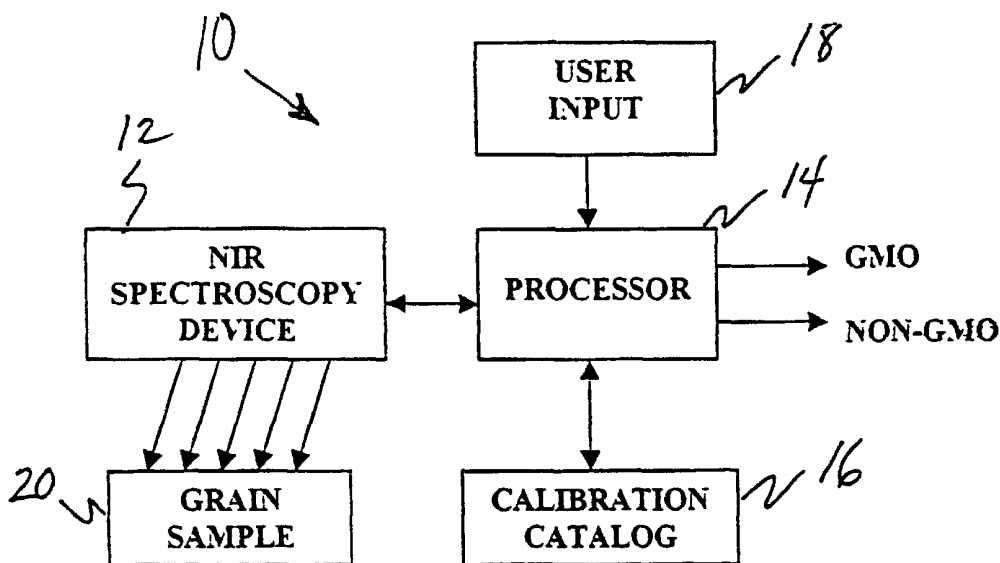 10
USER
INPUT
18
12
14
NIR
SPECTROSCOPY
DEVICE
PROCESSOR
GMO
NON-GMO
20
GRAIN
SAMPLE
CALIBRATION
CATALOG
16